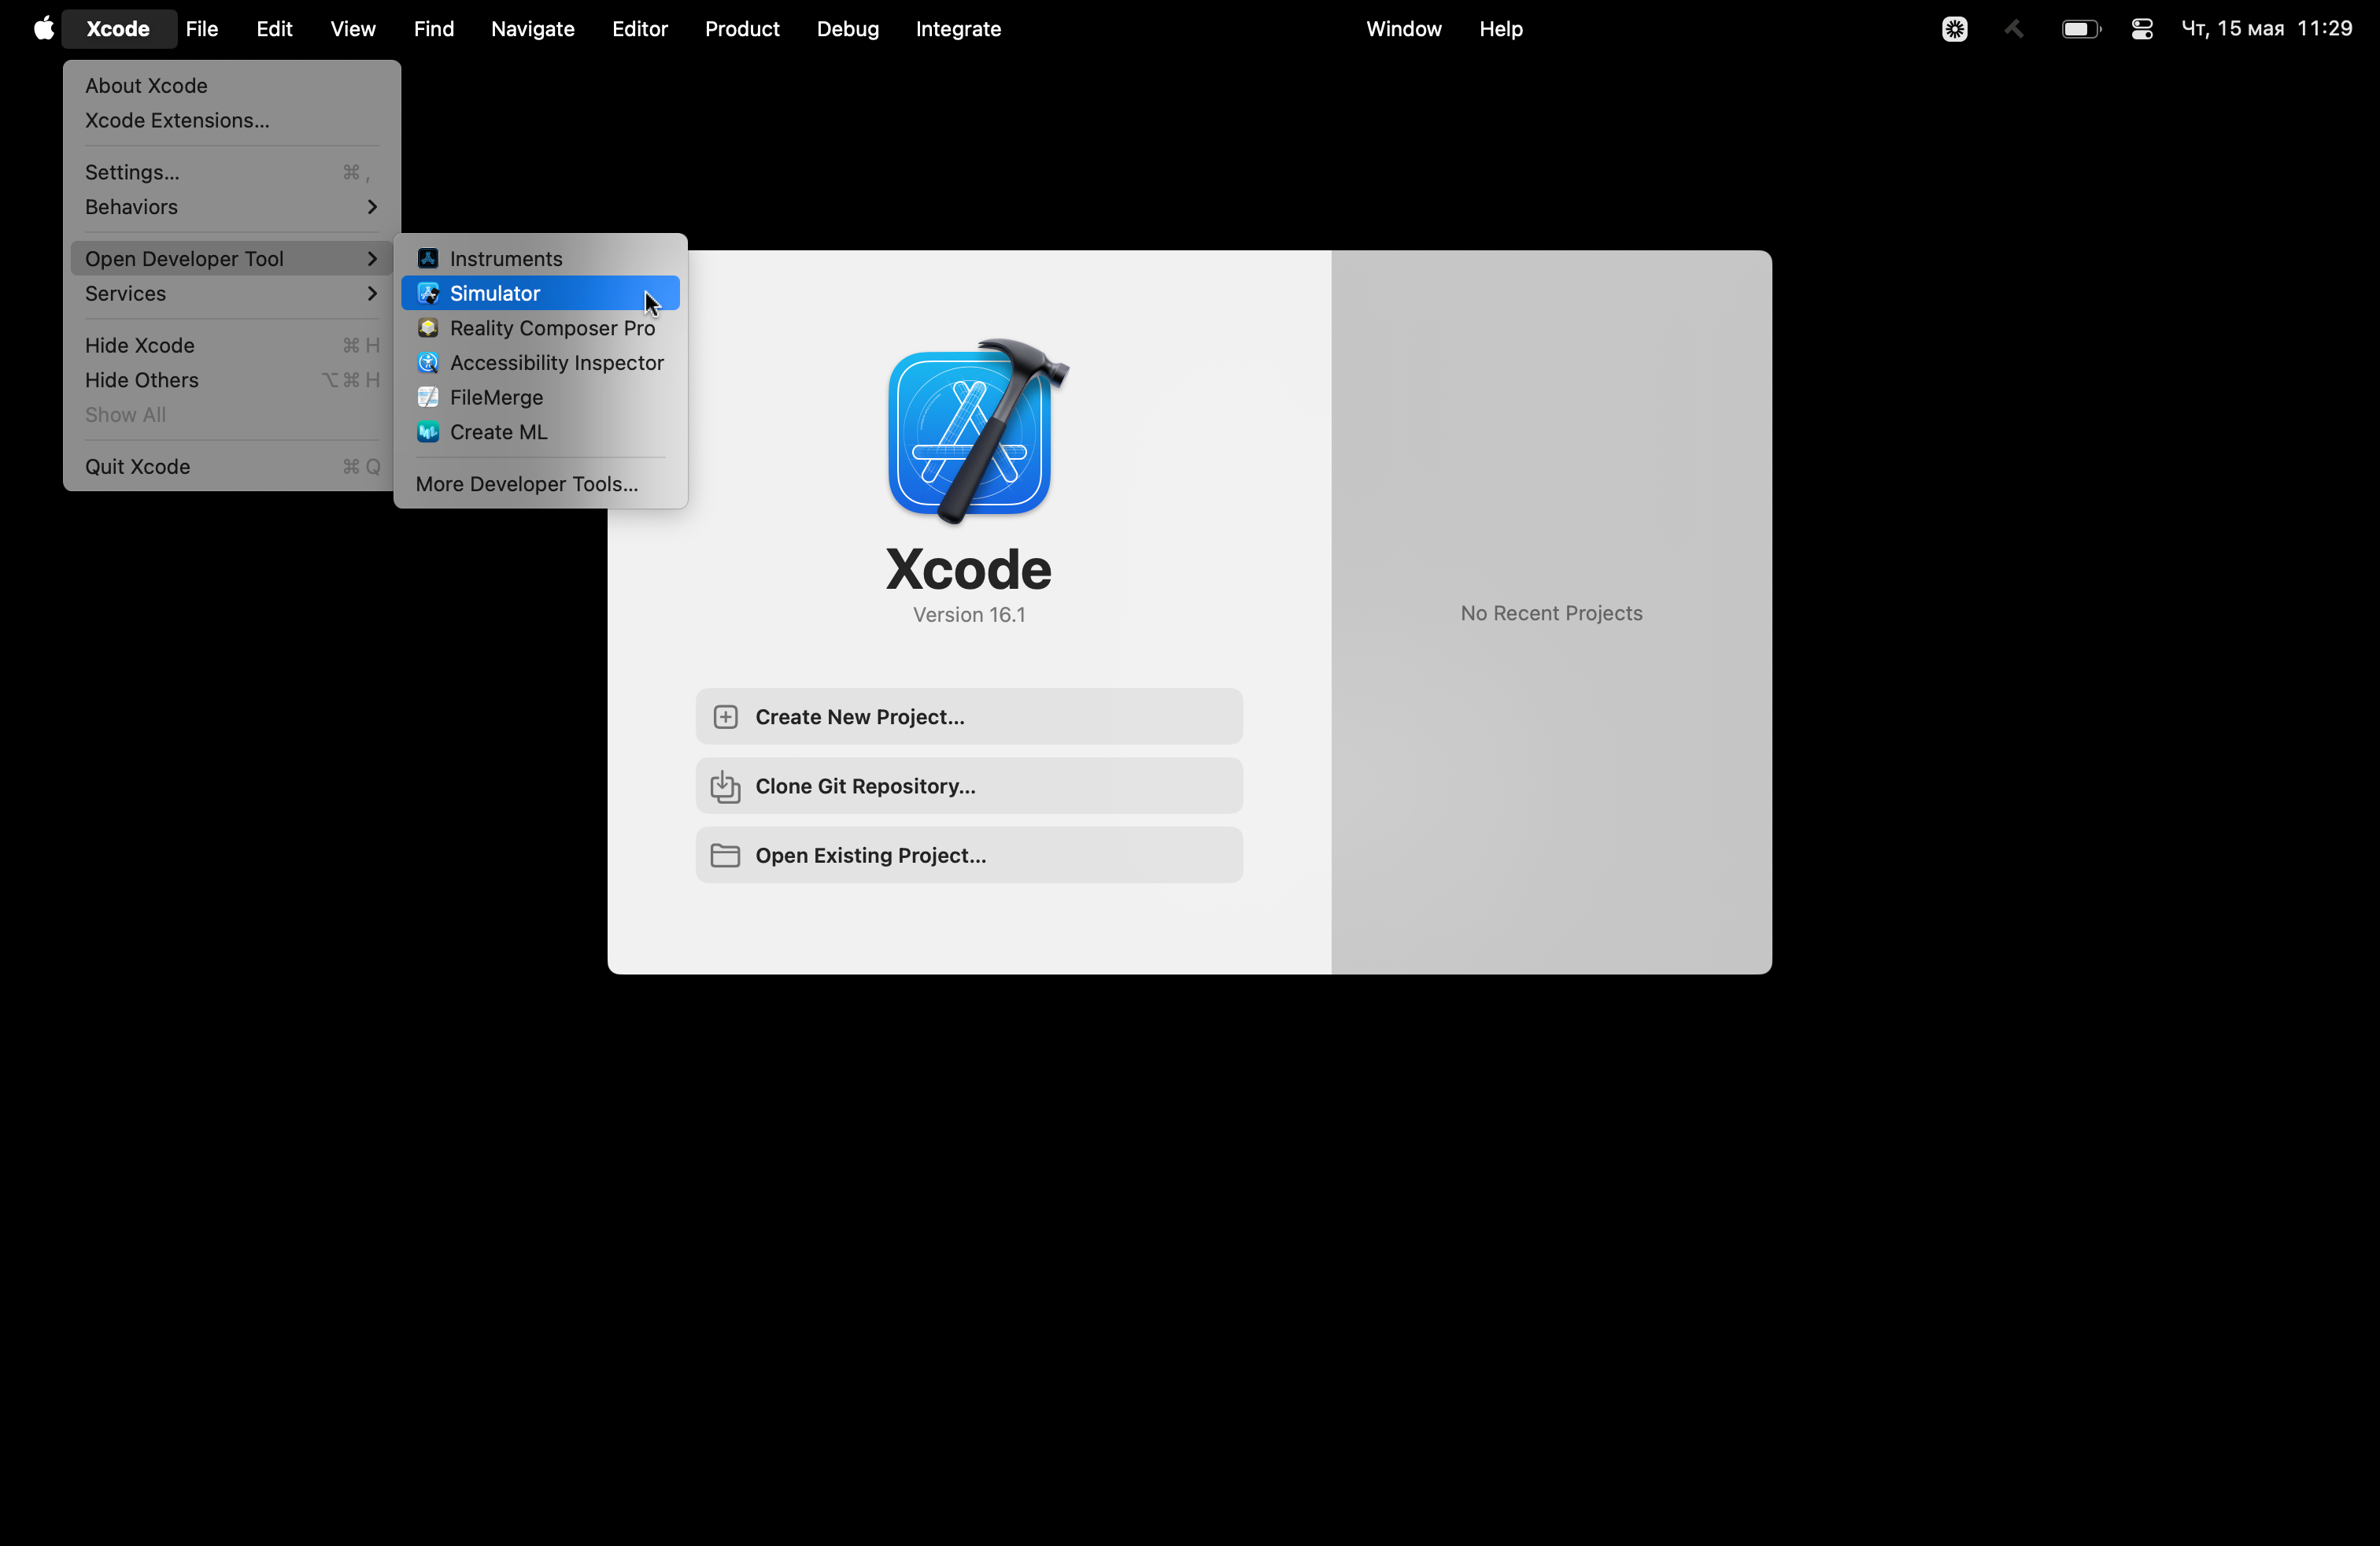 Xcode File Edit View Find Navigate Editor Product Debug Integrate Window Help Чт, 15 мая 11:29
About Xcode
Xcode Extensions...
Settings... ⌘ ,
Behaviors
Open Developer Tool
Services
Hide Xcode ⌘ H
Hide Others ⌥ ⌘ H
Show All
Quit Xcode ⌘ Q
Instruments
Simulator
Reality Composer Pro
Accessibility Inspector
FileMerge
Create ML
More Developer Tools...
Xcode
Version 16.1
Create New Project...
Clone Git Repository...
Open Existing Project...
No Recent Projects